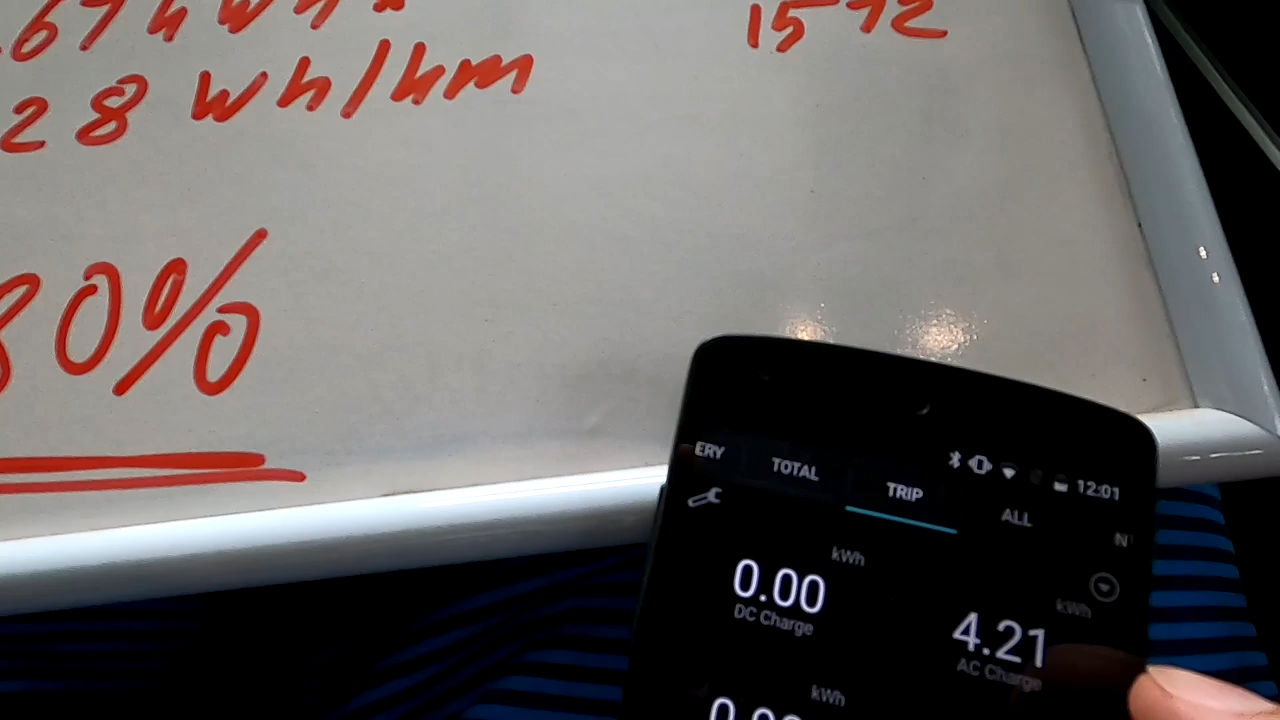 1572
28 Wh/km
80%
ERY TOTAL TRIP ALL
12:01
N
kWh
0.00
DC Charge
kWh
4.21
AC Charge
kWh